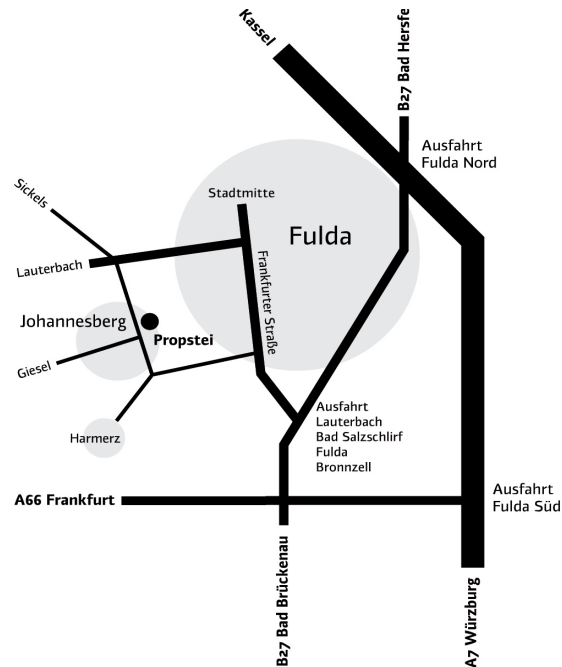 Kassel
B27 Bad Hersfe
Ausfahrt
Fulda Nord
Sickels
Stadtmitte
Fulda
Lauterbach
Frankfurter Straße
Johannesberg
Propstei
Giesel
Harmerz
Ausfahrt
Lauterbach
Bad Salzschlirf
Fulda
Bronnzell
A66 Frankfurt
Ausfahrt
Fulda Süd
B27 Bad Brückenau
A7 Würzburg